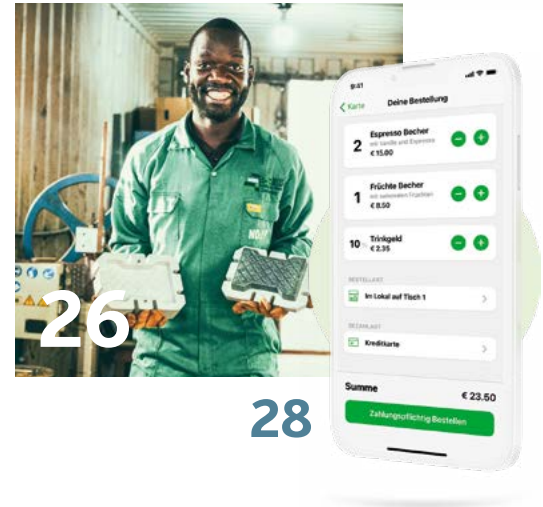 26
28
9:41
Karte
Deine Bestellung
2
Espresso Becher
mit Vanille und Espresso
€ 15.00
1
Früchte Becher
mit saisonalen Früchten
€ 8.50
10 %
Trinkgeld
€ 2.35
BESTELLART
Im Lokal auf Tisch 1
BEZAHLART
Kreditkarte
Summe
€ 23.50
Zahlungspflichtig Bestellen